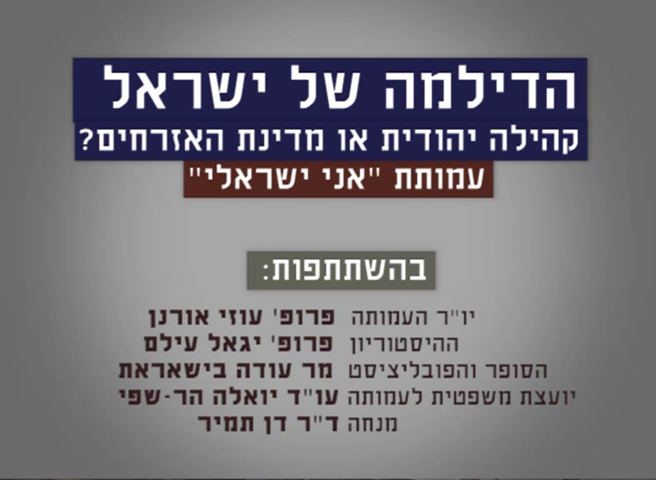 הדילמה של ישראל
קהילה יהודית או מדינת האזרחים?
עמותת "אני ישראלי"
בהשתתפות:
יו"ר העמותה פרופ' עוזי אורנן
ההיסטוריון פרופ' יגאל עילם
הסופר והפובליציסט מר עודה בישאראת
יועצת משפטית לעמותה עו"ד יואלה הר-שפי
מנחה ד"ר דן תמיר